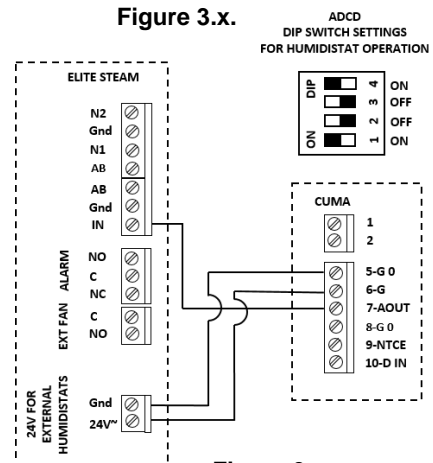 Figure 3.x.
ADCD
DIP SWITCH SETTINGS
FOR HUMIDISTAT OPERATION
DIP
ON
4 ON
3 OFF
2 OFF
1 ON
ELITE STEAM
N2
Gnd
N1
AB
AB
Gnd
IN
ALARM
NO
C
NC
EXT FAN
C
NO
24V FOR
EXTERNAL
HUMIDISTATS
Gnd
24V~
CUMA
1
2
5-G 0
6-G
7-AOUT
8-G 0
9-NTCE
10-D IN